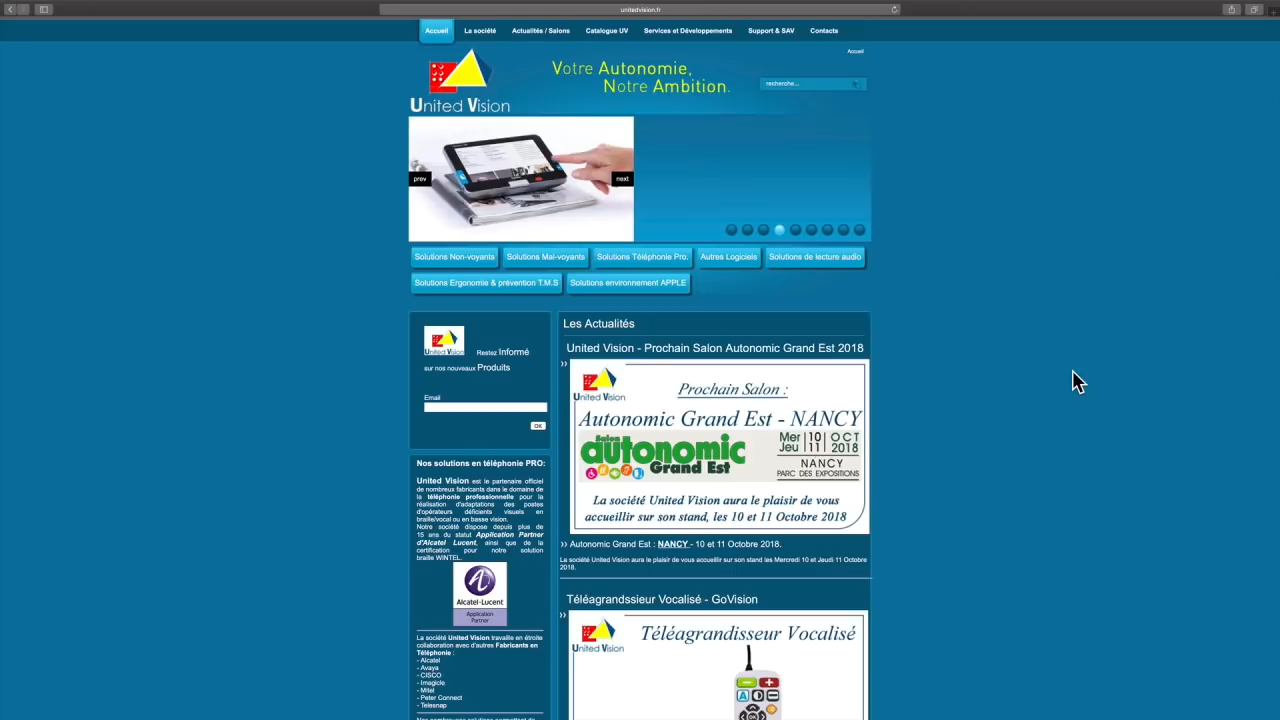 unitedvision.fr
Accueil La société Actualités / Salons Catalogue UV Services et Développements Support & SAV Contacts
Accueil
Votre Autonomie,
Notre Ambition.
recherche...
United Vision
prev
next
Solutions Non-voyants Solutions Mal-voyants Solutions Téléphonie Pro. Autres Logiciels Solutions de lecture audio
Solutions Ergonomie & prévention T.M.S Solutions environnement APPLE
United Vision
Restez Informé
sur nos nouveaux Produits
Email
OK
Nos solutions en téléphonie PRO:
United Vision est le partenaire officiel
de nombreux fabricants dans le domaine de
la téléphonie professionnelle pour la
réalisation d'adaptations des postes
d'opérateurs déficients visuels en
braille/vocal ou en basse vision.
Notre société dispose depuis plus de
15 ans du statut Application Partner
d'Alcatel Lucent, ainsi que de la
certification pour notre solution
braille WINTEL.
Alcatel-Lucent
Application
Partner
La société United Vision travaille en étroite
collaboration avec d'autres Fabricants en
Téléphonie :
- Alcatel
- Avaya
- CISCO
- Imagicle
- Mitel
- Peter Connect
- Telesnap
Les Actualités
United Vision - Prochain Salon Autonomic Grand Est 2018
United Vision
Prochain Salon :
Autonomic Grand Est - NANCY
Salon
autonomic
Grand Est
Mer 10 OCT
Jeu 11 2018
NANCY
PARC DES EXPOSITIONS
La société United Vision aura le plaisir de vous
accueillir sur son stand, les 10 et 11 Octobre 2018
Autonomic Grand Est : NANCY - 10 et 11 Octobre 2018.
La société United Vision aura le plaisir de vous accueillir sur son stand les Mercredi 10 et Jeudi 11 Octobre
2018.
Téléagrandssieur Vocalisé - GoVision
United Vision
Téléagrandisseur Vocalisé
A
OK